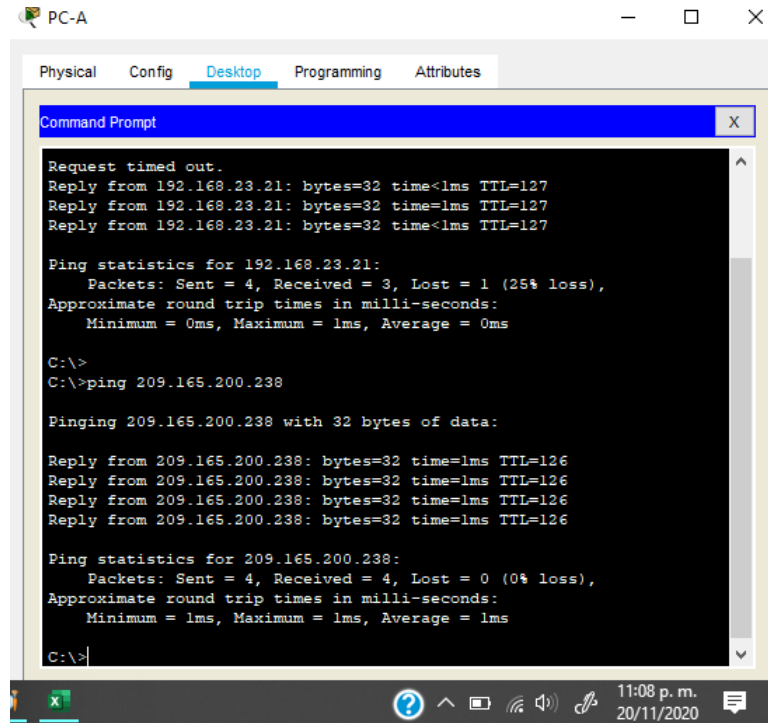 PC-A
Physical Config Desktop Programming Attributes
Command Prompt X
Request timed out.
Reply from 192.168.23.21: bytes=32 time<1ms TTL=127
Reply from 192.168.23.21: bytes=32 time=1ms TTL=127
Reply from 192.168.23.21: bytes=32 time<1ms TTL=127
Ping statistics for 192.168.23.21:
Packets: Sent = 4, Received = 3, Lost = 1 (25% loss),
Approximate round trip times in milli-seconds:
Minimum = 0ms, Maximum = 1ms, Average = 0ms
C:\>
C:\>ping 209.165.200.238
Pinging 209.165.200.238 with 32 bytes of data:
Reply from 209.165.200.238: bytes=32 time=1ms TTL=126
Reply from 209.165.200.238: bytes=32 time=1ms TTL=126
Reply from 209.165.200.238: bytes=32 time=1ms TTL=126
Reply from 209.165.200.238: bytes=32 time=1ms TTL=126
Ping statistics for 209.165.200.238:
Packets: Sent = 4, Received = 4, Lost = 0 (0% loss),
Approximate round trip times in milli-seconds:
Minimum = 1ms, Maximum = 1ms, Average = 1ms
C:\>
11:08 p. m.
20/11/2020